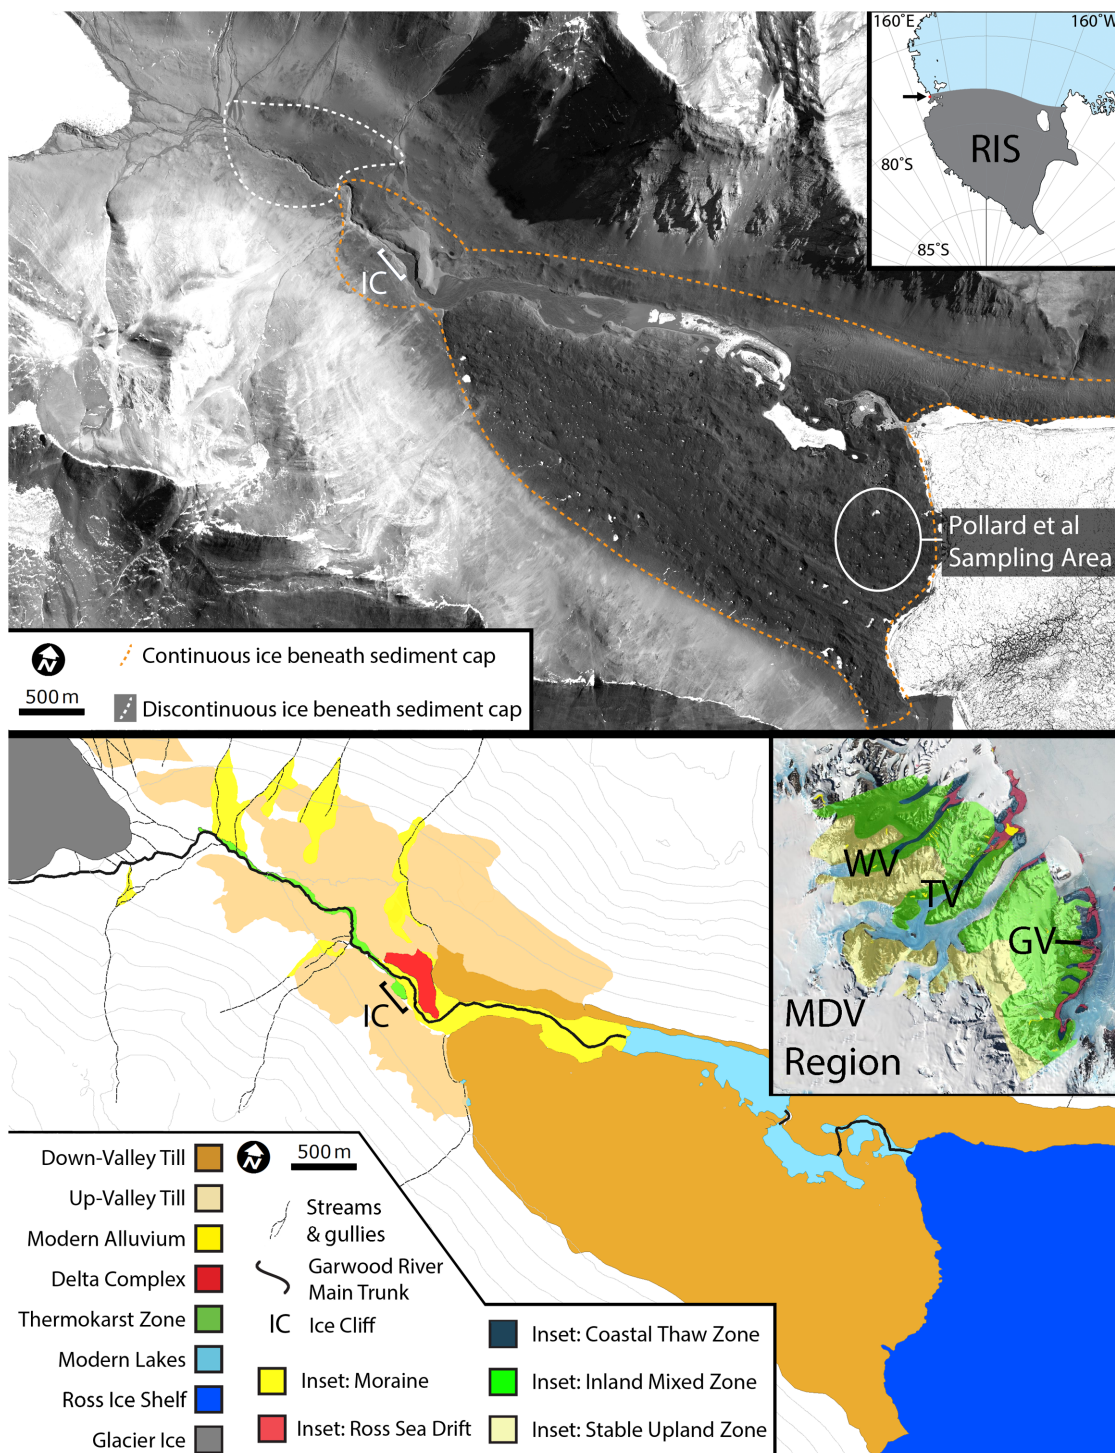 160°E
160°W
RIS
80°S
85°S
IC
Pollard et al
Sampling Area
N
Continuous ice beneath sediment cap
500 m
Discontinuous ice beneath sediment cap
WV
TV
GV
MDV
Region
IC
Down-Valley Till
N
500 m
Up-Valley Till
Streams
& gullies
Modern Alluvium
Garwood River
Main Trunk
Delta Complex
Thermokarst Zone
IC Ice Cliff
Inset: Coastal Thaw Zone
Modern Lakes
Inset: Moraine
Inset: Inland Mixed Zone
Ross Ice Shelf
Inset: Ross Sea Drift
Inset: Stable Upland Zone
Glacier Ice